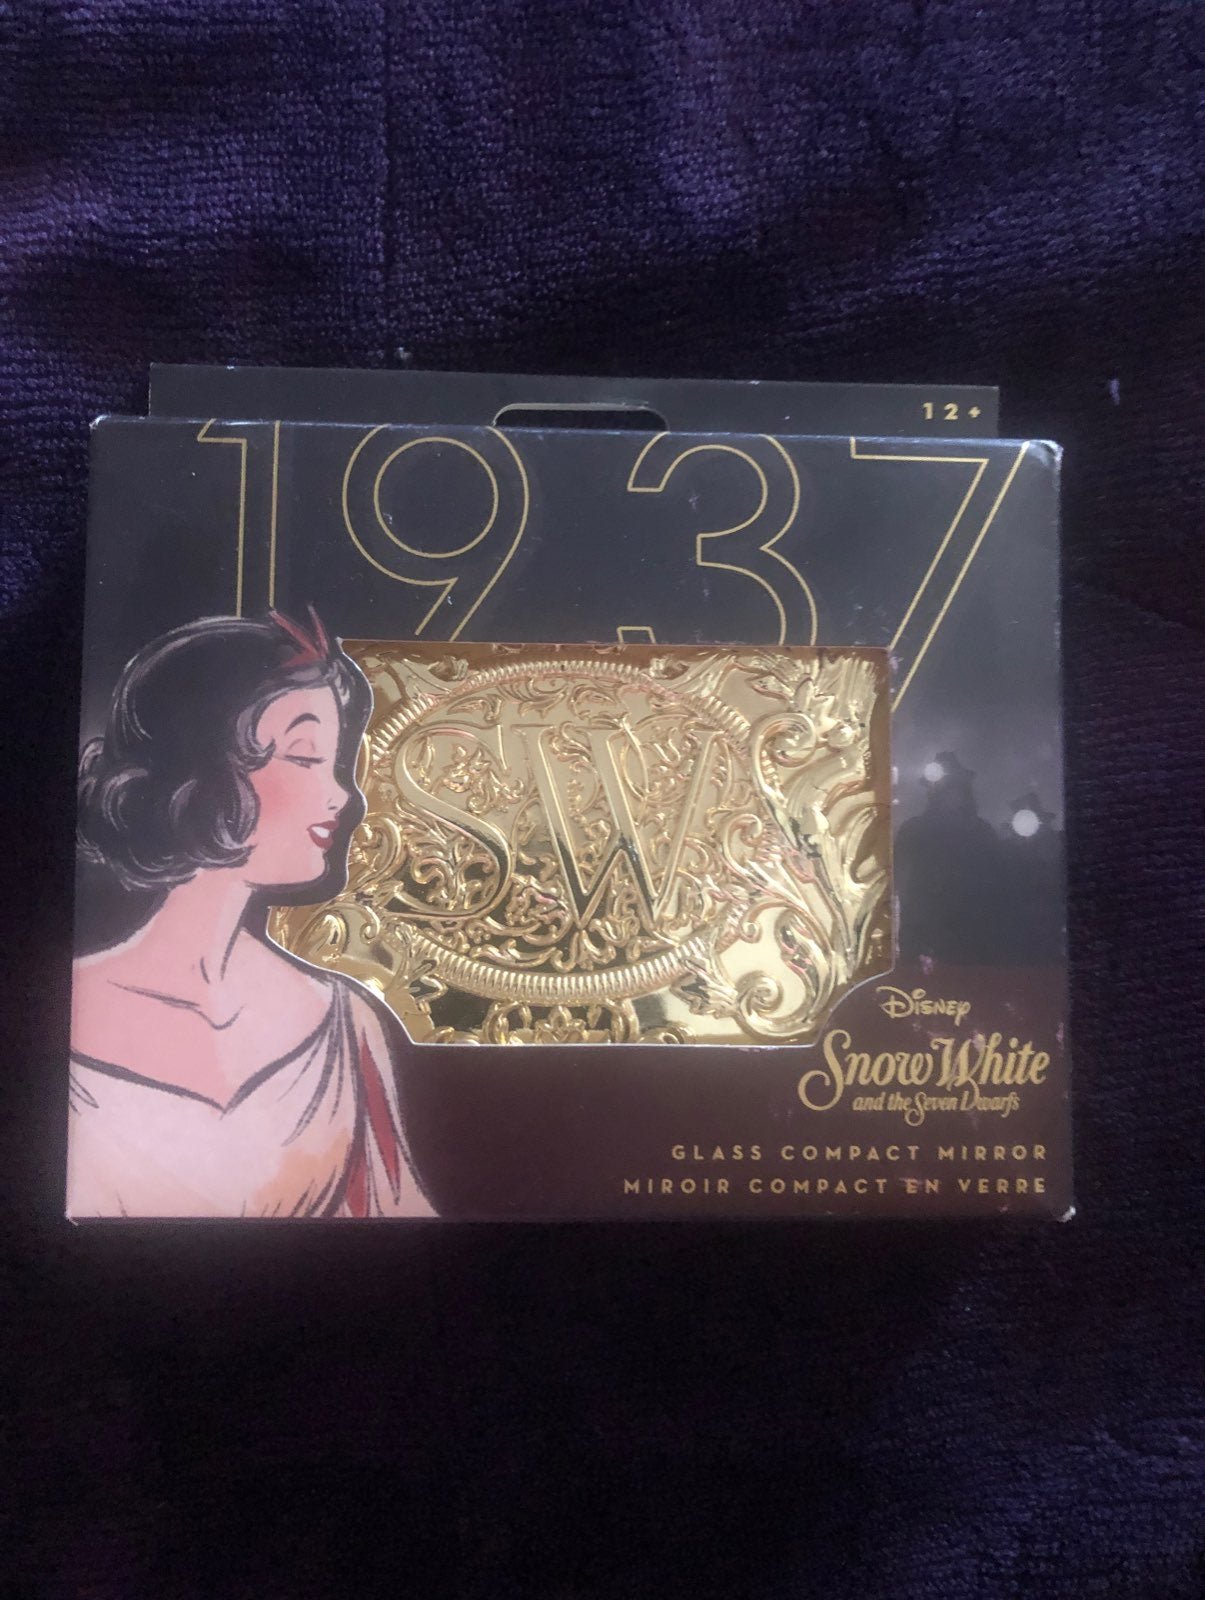 12+
1937
SW
Disney
Snow White
and the Seven Dwarfs
GLASS COMPACT MIRROR
MIROIR COMPACT EN VERRE